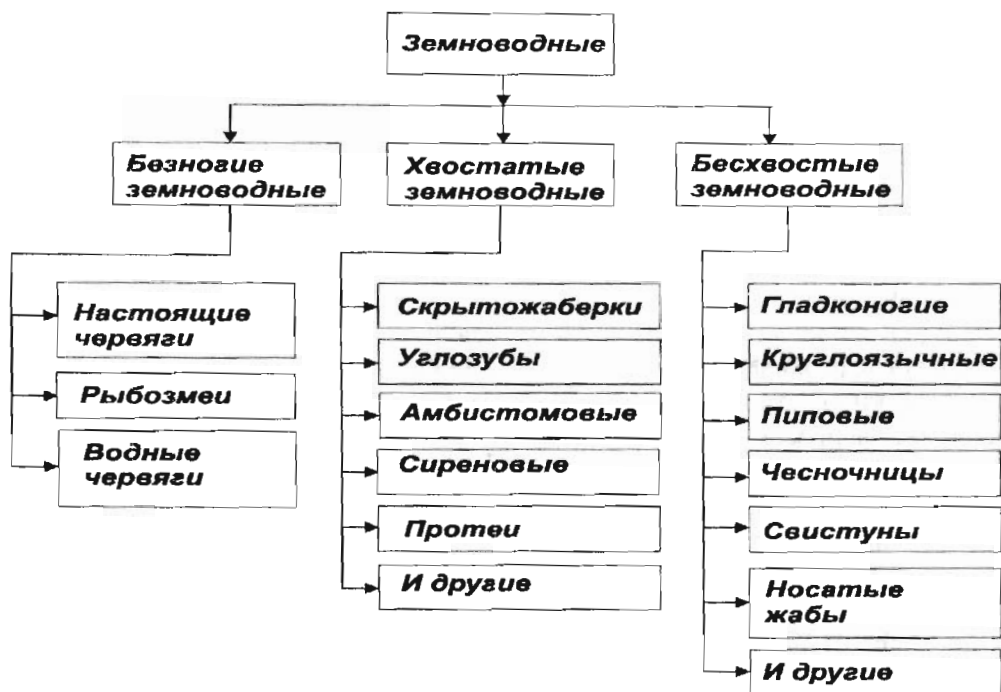 Земноводные
Безногие
земноводные
Хвостатые
земноводные
Бесхвостые
земноводные
Настоящие
червяги
Рыбозмеи
Водные
червяги
Скрытожаберки
Углозубы
Амбистомовые
Сиреновые
Протеи
И другие
Гладконогие
Круглоязычные
Пиповые
Чесночницы
Свистуны
Носатые
жабы
И другие